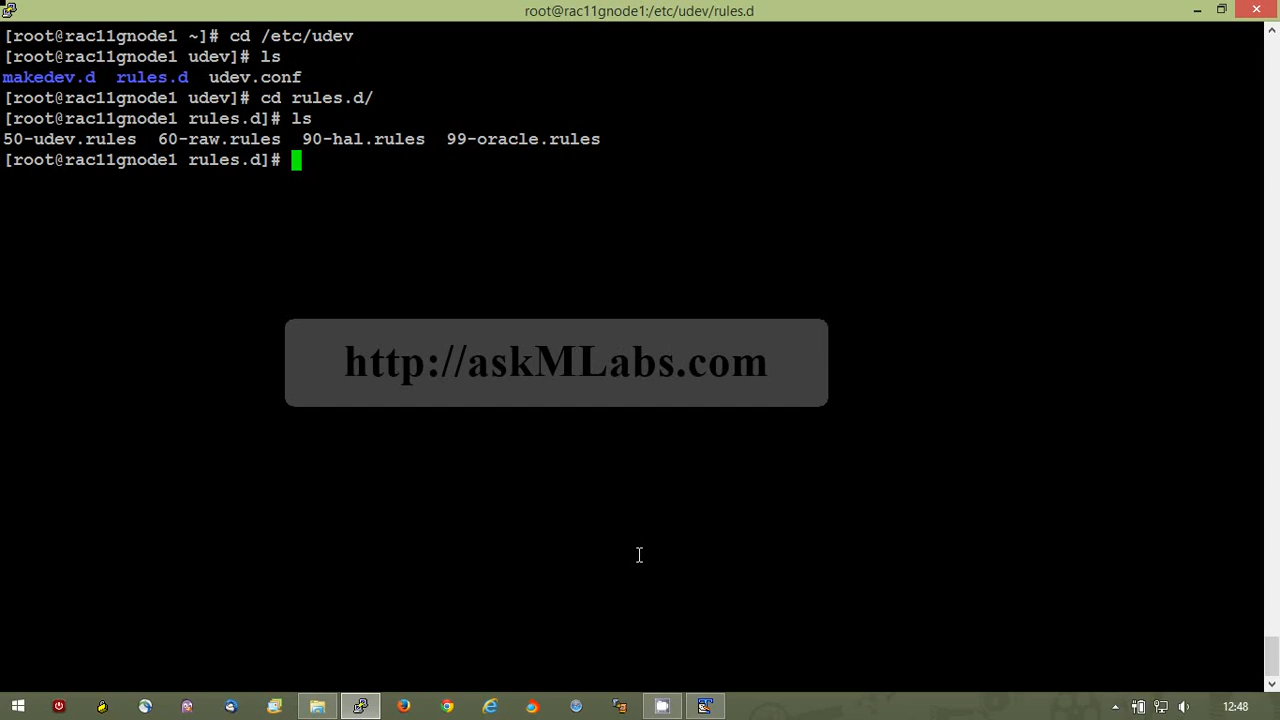 root@rac11gnode1:/etc/udev/rules.d
[root@rac11gnode1 ~]# cd /etc/udev
[root@rac11gnode1 udev]# ls
makedev.d  rules.d  udev.conf
[root@rac11gnode1 udev]# cd rules.d/
[root@rac11gnode1 rules.d]# ls
50-udev.rules  60-raw.rules  90-hal.rules  99-oracle.rules
[root@rac11gnode1 rules.d]#
http://askMLabs.com
12:48